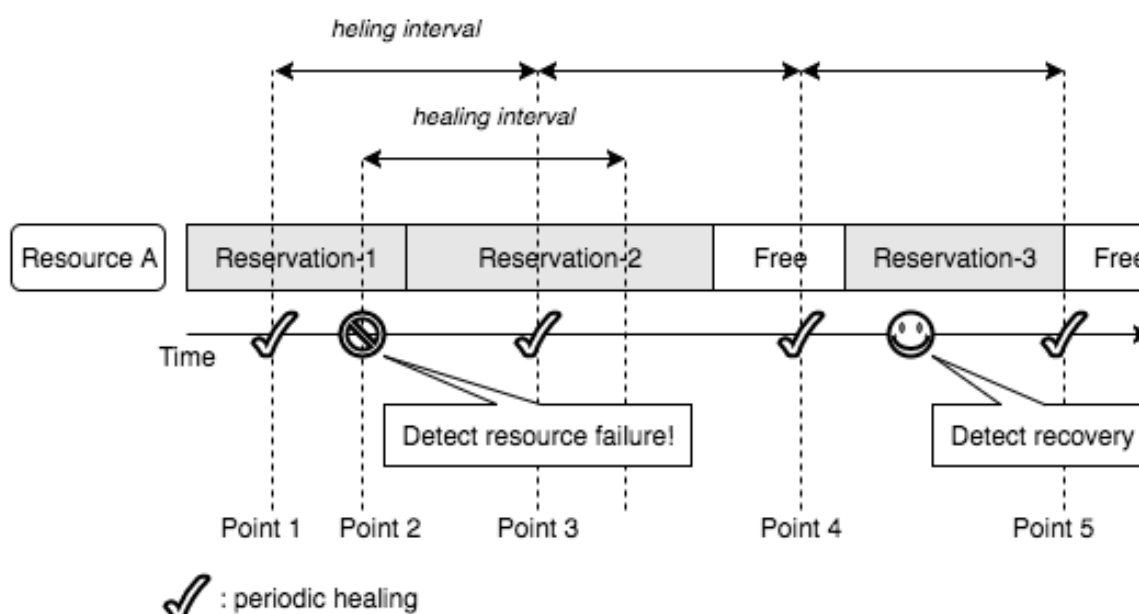 heling interval
healing interval
Resource A
Reservation-1
Reservation-2
Free
Reservation-3
Free
Time
Detect resource failure!
Detect recovery
Point 1
Point 2
Point 3
Point 4
Point 5
: periodic healing